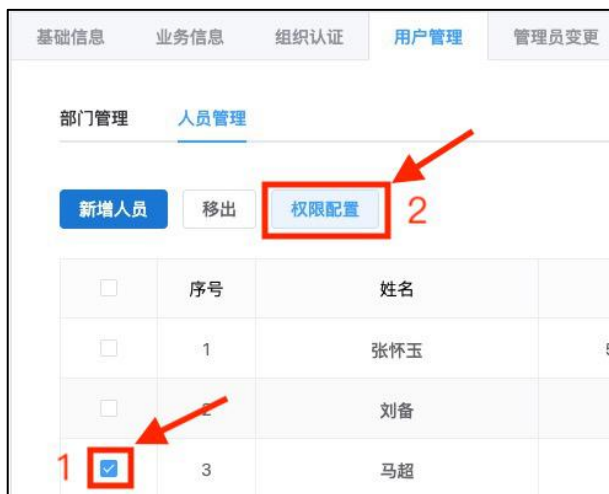 基础信息 业务信息 组织认证 用户管理 管理员变更
部门管理 人员管理
新增人员 移出 权限配置 2
序号 姓名
1 张怀玉
2 刘备
1 3 马超